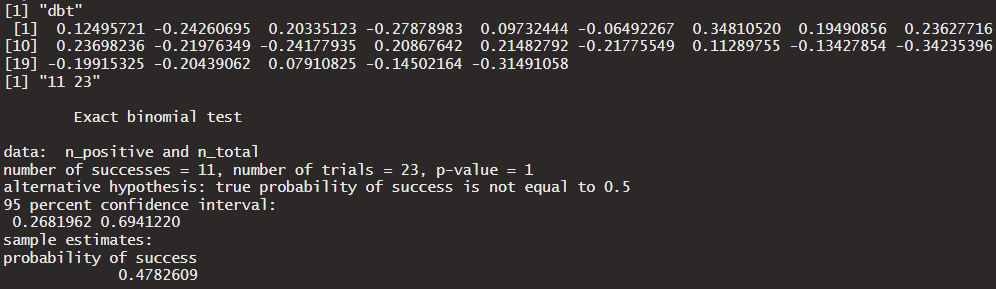 [1] "dbt"
[1] 0.12495721 -0.24260695 0.20335123 -0.27878983 0.09732444 -0.06492267 0.34810520 0.19490856 0.23627716
[10] 0.23698236 -0.21976349 -0.24177935 0.20867642 0.21482792 -0.21775549 0.11289755 -0.13427854 -0.34235396
[19] -0.19915325 -0.20439062 0.07910825 -0.14502164 -0.31491058
[1] "11 23"
Exact binomial test
data: n_positive and n_total
number of successes = 11, number of trials = 23, p-value = 1
alternative hypothesis: true probability of success is not equal to 0.5
95 percent confidence interval:
0.2681962 0.6941220
sample estimates:
probability of success
0.4782609